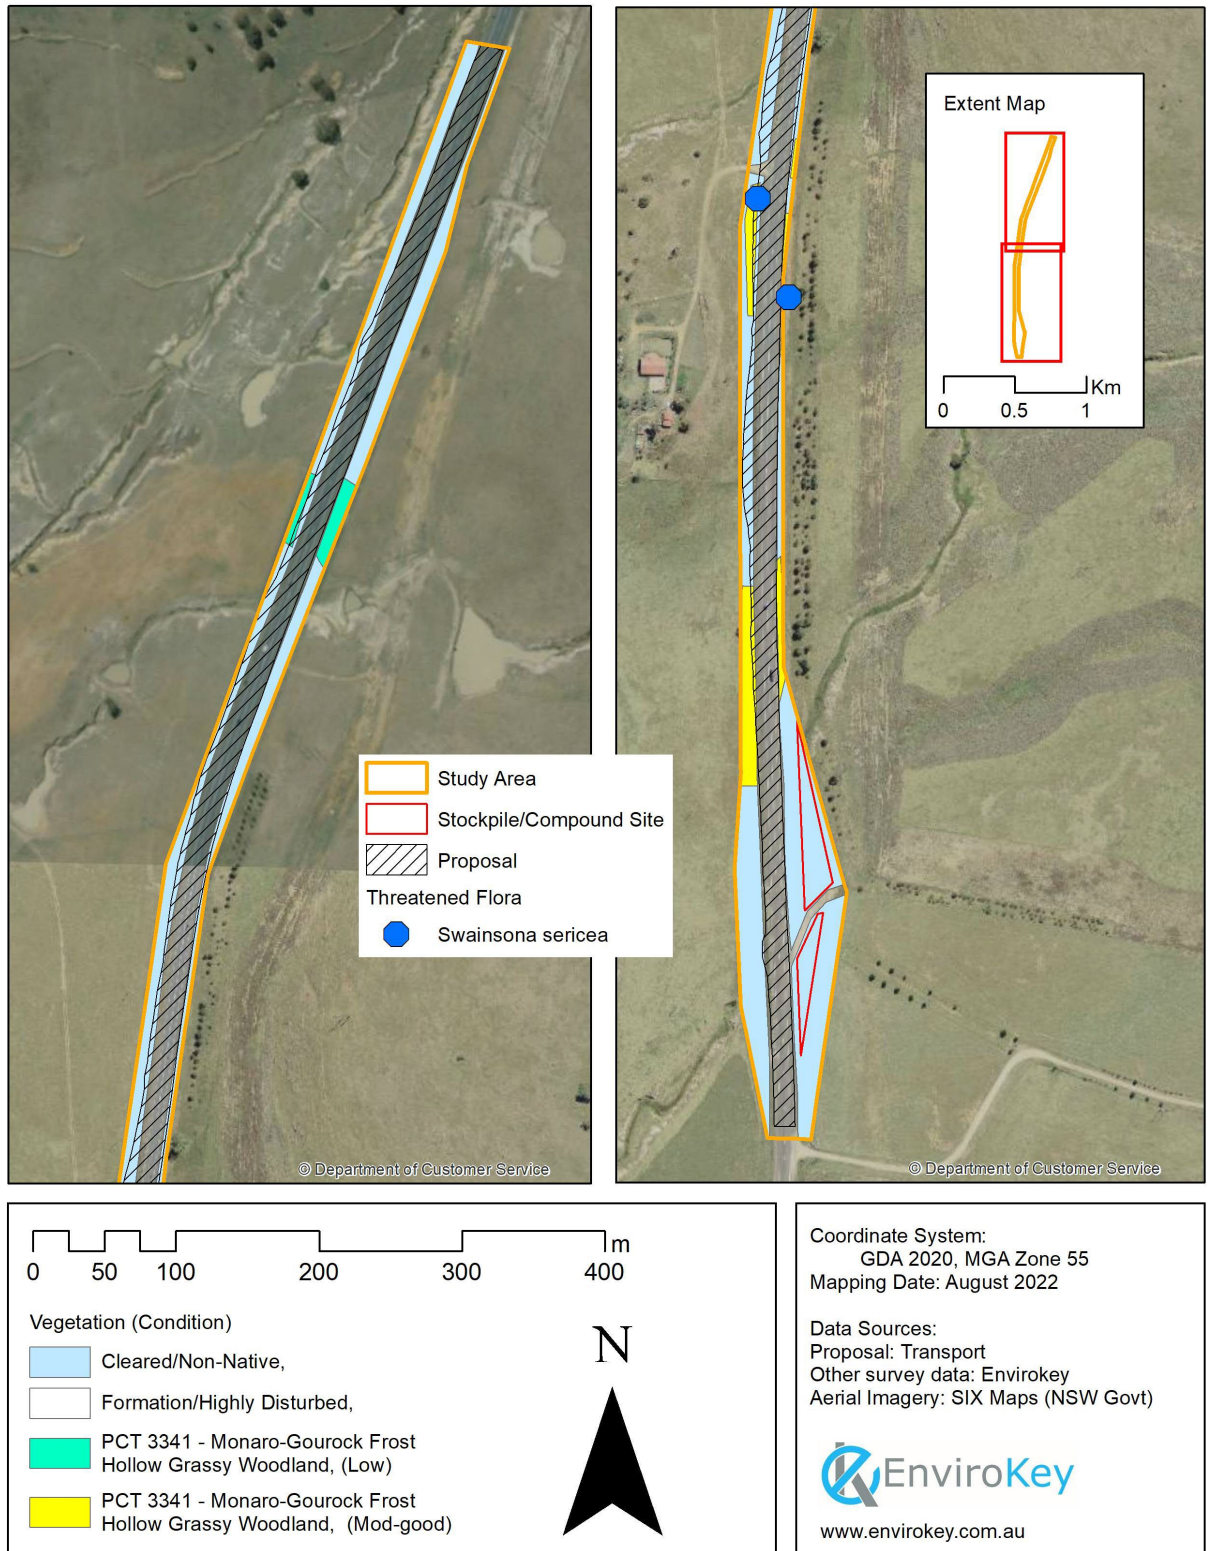 Extent Map
Km
0 0.5 1
Study Area
Stockpile/Compound Site
Proposal
Threatened Flora
Swainsona sericea
© Department of Customer Service
© Department of Customer Service
m
0 50 100 200 300 400
Vegetation (Condition)
Cleared/Non-Native,
Formation/Highly Disturbed,
PCT 3341 - Monaro-Gourock Frost
Hollow Grassy Woodland, (Low)
PCT 3341 - Monaro-Gourock Frost
Hollow Grassy Woodland, (Mod-good)
N
Coordinate System:
GDA 2020, MGA Zone 55
Mapping Date: August 2022
Data Sources:
Proposal: Transport
Other survey data: Envirokey
Aerial Imagery: SIX Maps (NSW Govt)
EnviroKey
www.envirokey.com.au